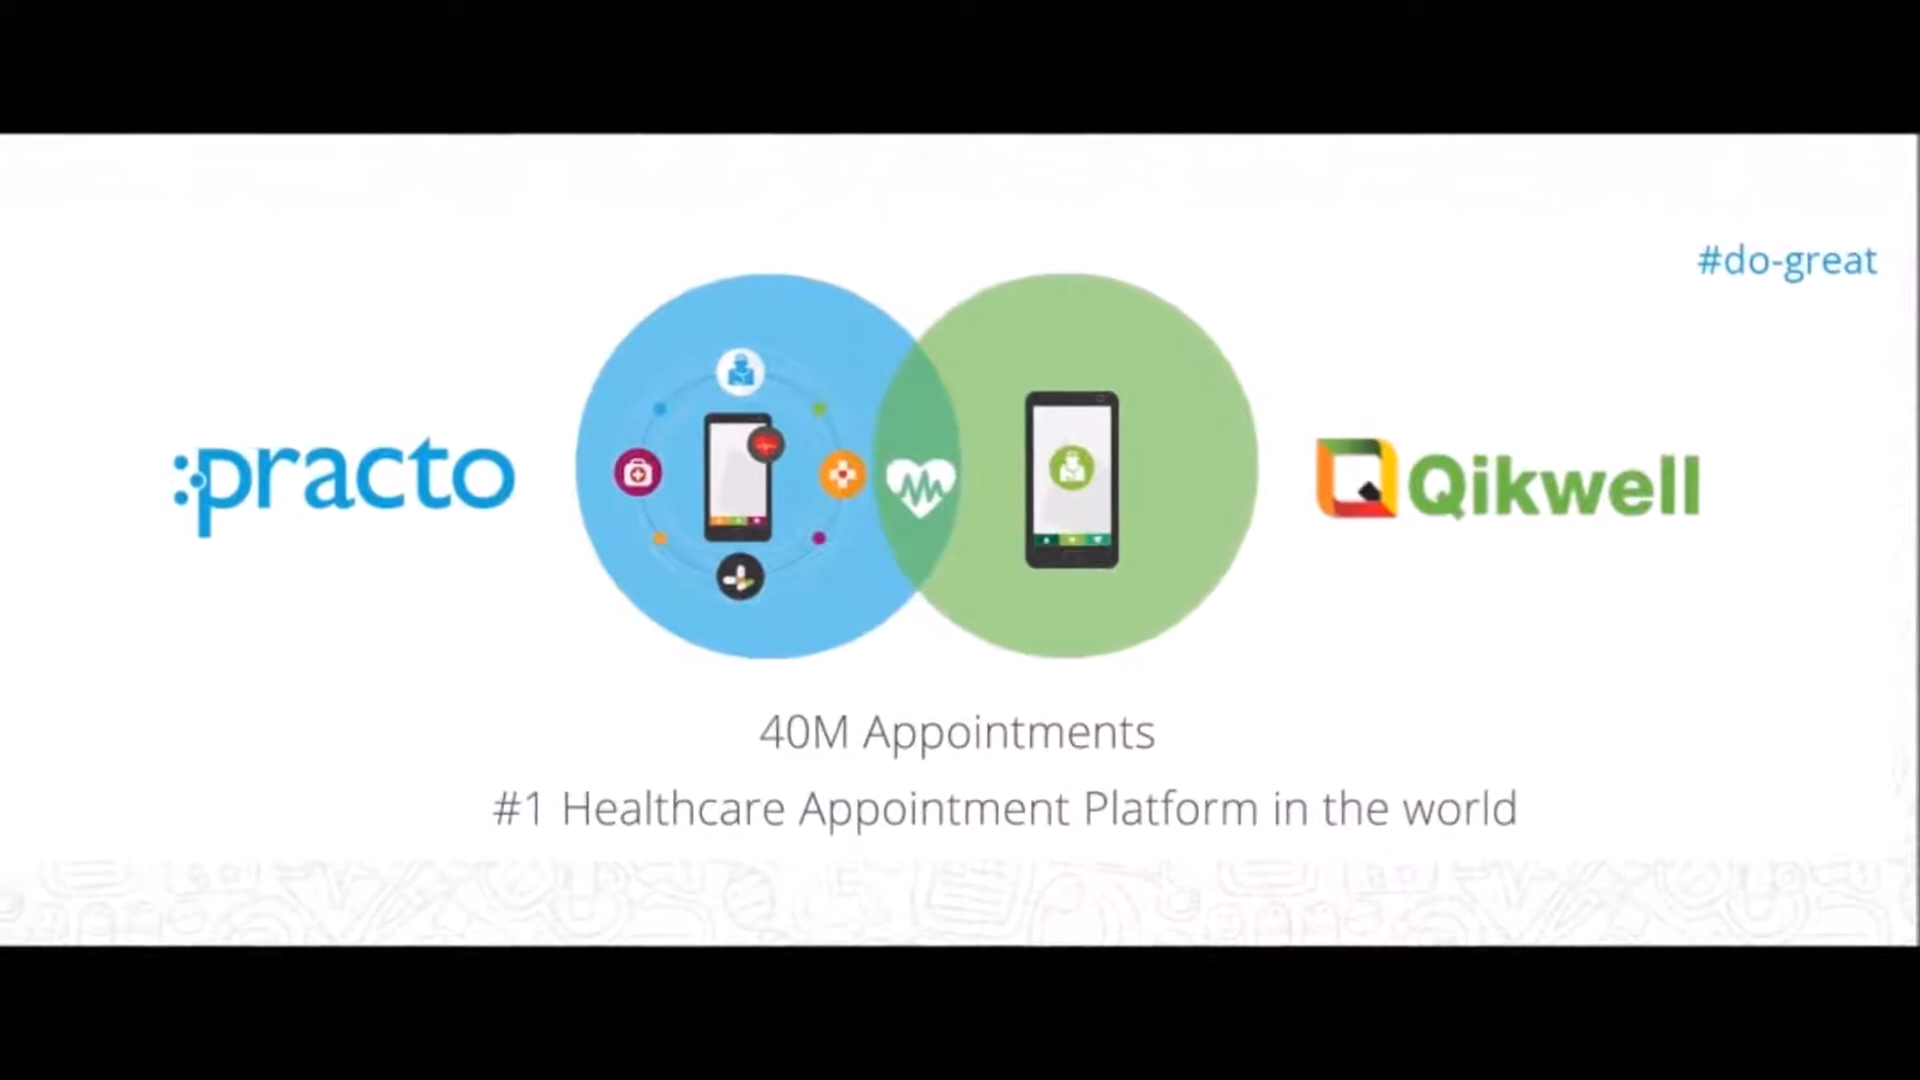 #do-great
:practo
Qikwell
40M Appointments
#1 Healthcare Appointment Platform in the world